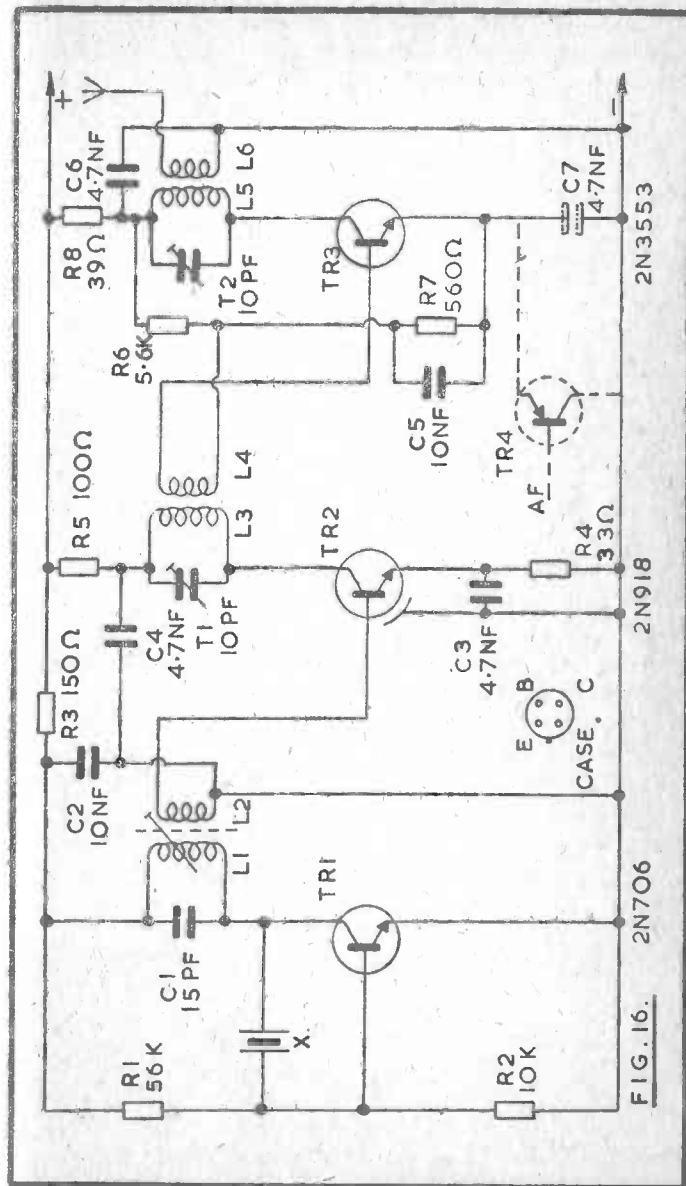 R1
56K
C1
15PF
X
TR1
R2
10K
FIG.16.
2N706
L1
L2
C2
10NF
R3 150Ω
R5 100Ω
C4
4·7NF
T1
10PF
L3
L4
TR2
C3
4·7NF
R4
33Ω
E
B
C
CASE.
2N918
R8
39Ω
C6
4·7NF
+
L5
L6
T2
10PF
R6
5.6K
TR3
R7
560Ω
C5
10NF
TR4
AF
C7
4.7NF
-
2N3553